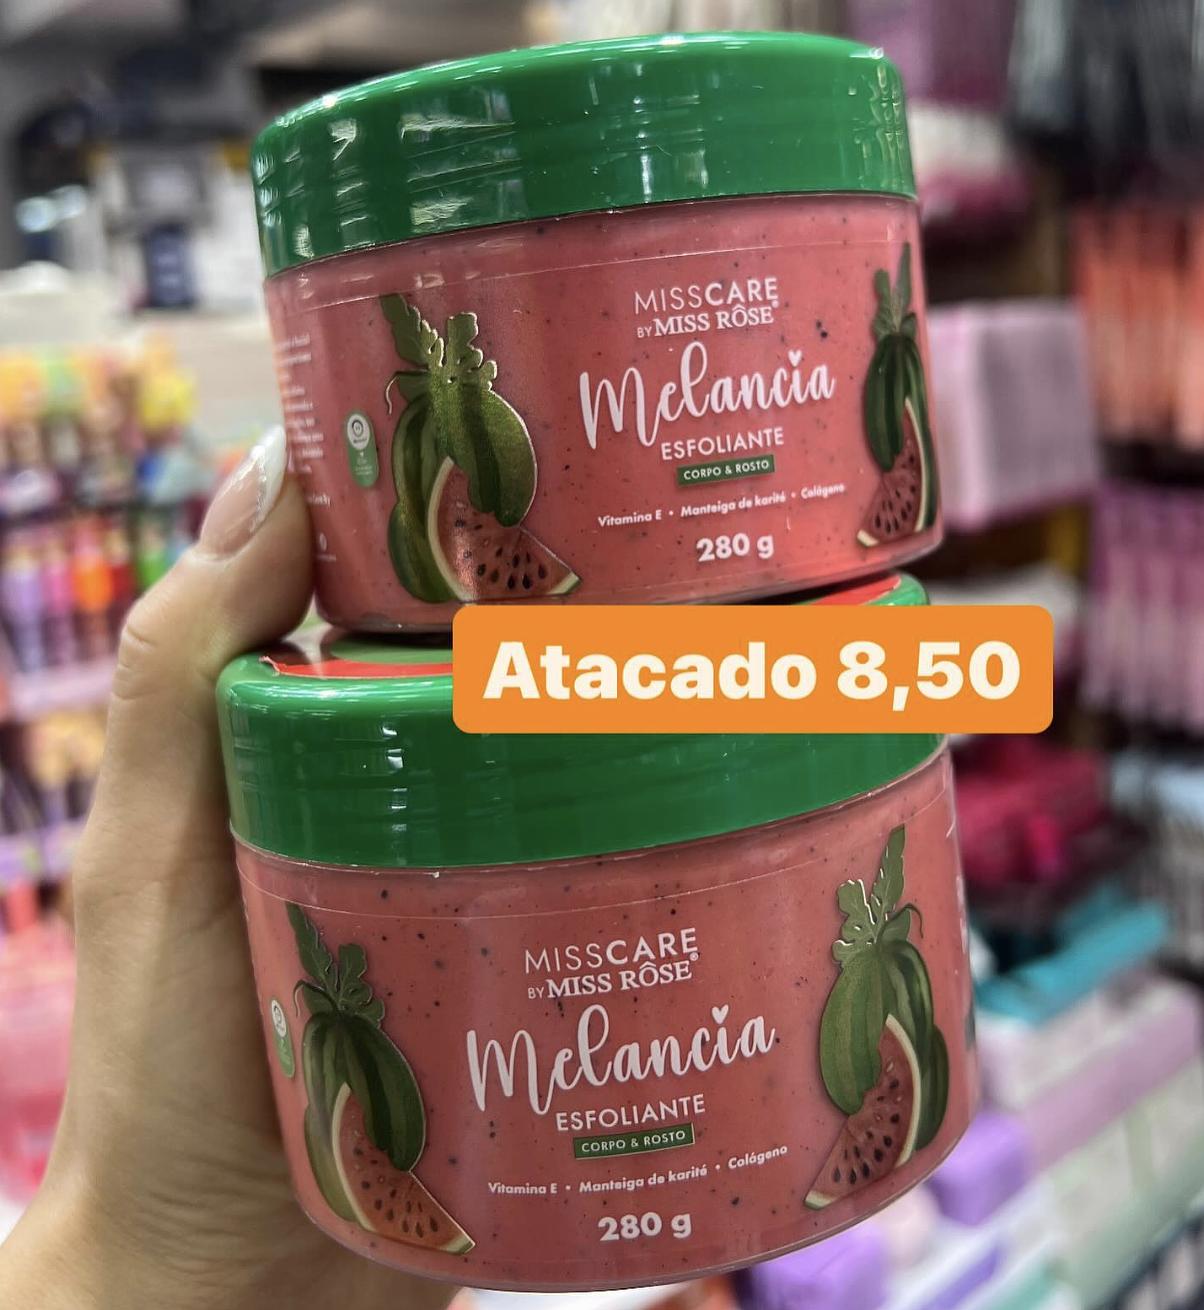 MISSCARE
BY MISS RÔSE®
Melancia
ESFOLIANTE
CORPO & ROSTO
Vitamina E • Manteiga de karité • Colágeno
280 g
Atacado 8,50
MISSCARE
BY MISS RÔSE®
Melancia
ESFOLIANTE
CORPO & ROSTO
Vitamina E • Manteiga de karité • Colágeno
280 g